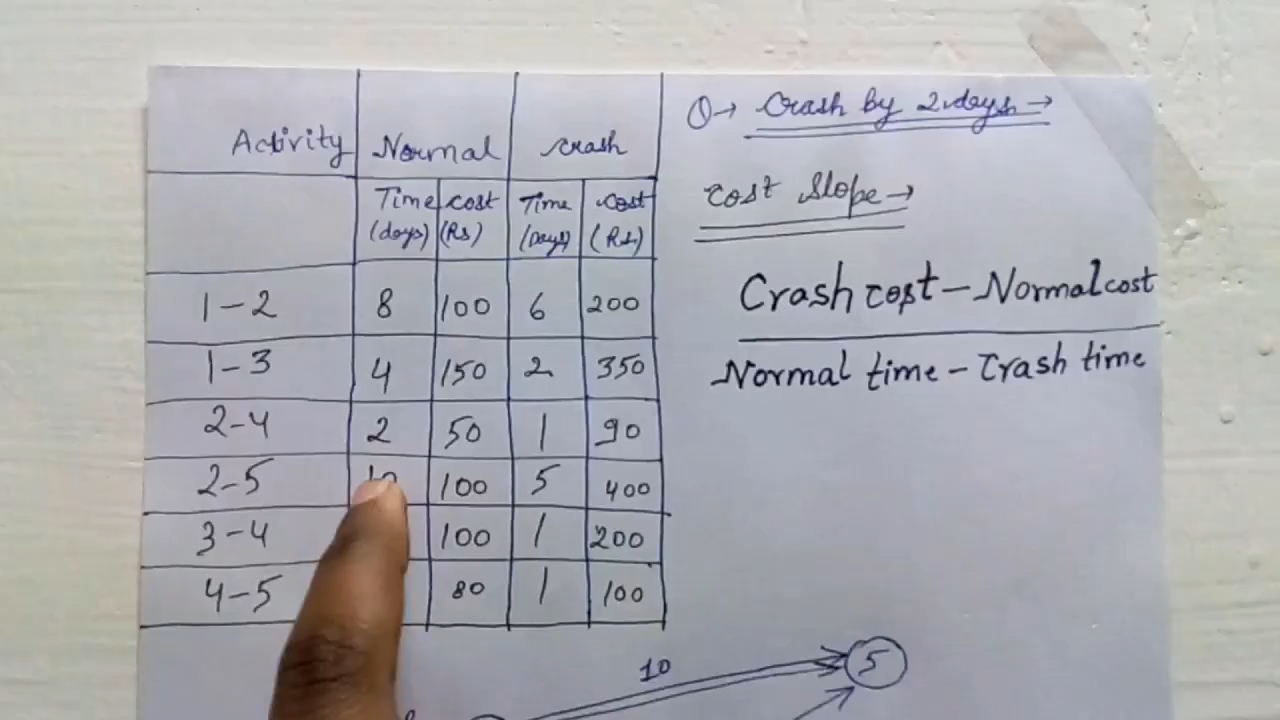 Activity Normal crash
Time cost Time cost
(days) (Rs) (Days) (Rs.)
1-2 8 100 6 200
1-3 4 150 2 350
2-4 2 50 1 90
2-5 100 5 400
3-4 100 1 200
4-5 80 1 100
Q→ Crash by 2 days →
Cost Slope →
Crash cost - Normal cost
Normal time - Crash time
10
5